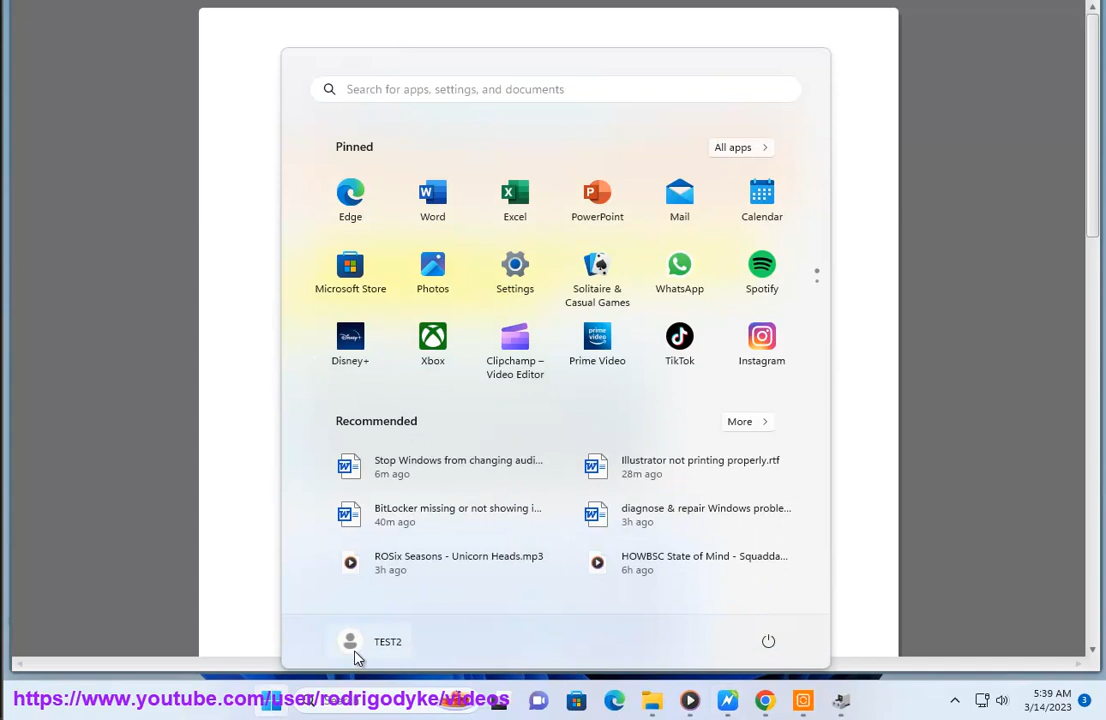 Search for apps, settings, and documents
Pinned
All apps
Edge
Word
Excel
PowerPoint
Mail
Calendar
Microsoft Store
Photos
Settings
Solitaire &
Casual Games
WhatsApp
Spotify
Disney+
Xbox
Clipchamp –
Video Editor
Prime Video
TikTok
Instagram
Recommended
More
Stop Windows from changing audi...
6m ago
Illustrator not printing properly.rtf
28m ago
BitLocker missing or not showing i...
40m ago
diagnose & repair Windows proble...
3h ago
ROSix Seasons - Unicorn Heads.mp3
3h ago
HOWBSC State of Mind - Squadda...
6h ago
TEST2
https://www.youtube.com/user/rodrigodyke/videos
5:39 AM
3/14/2023
3